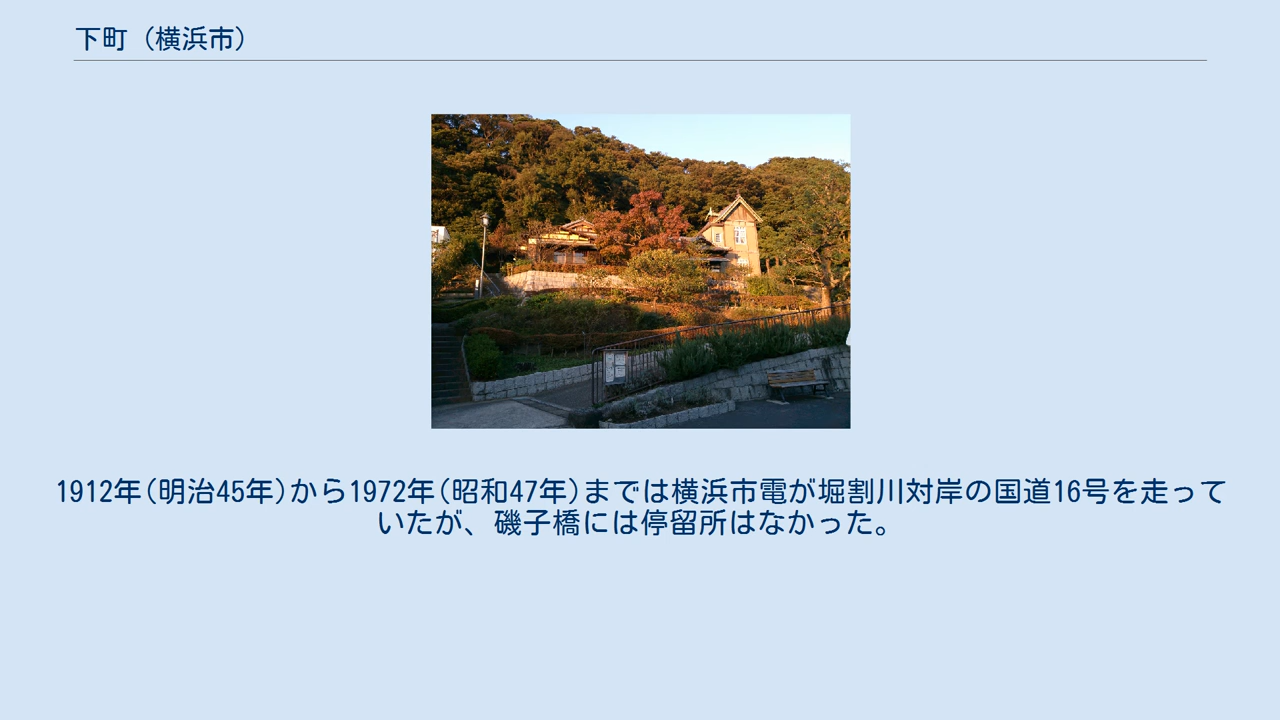 下町（横浜市）
1912年(明治45年)から1972年(昭和47年)までは横浜市電が堀割川対岸の国道16号を走って
いたが、磯子橋には停留所はなかった。